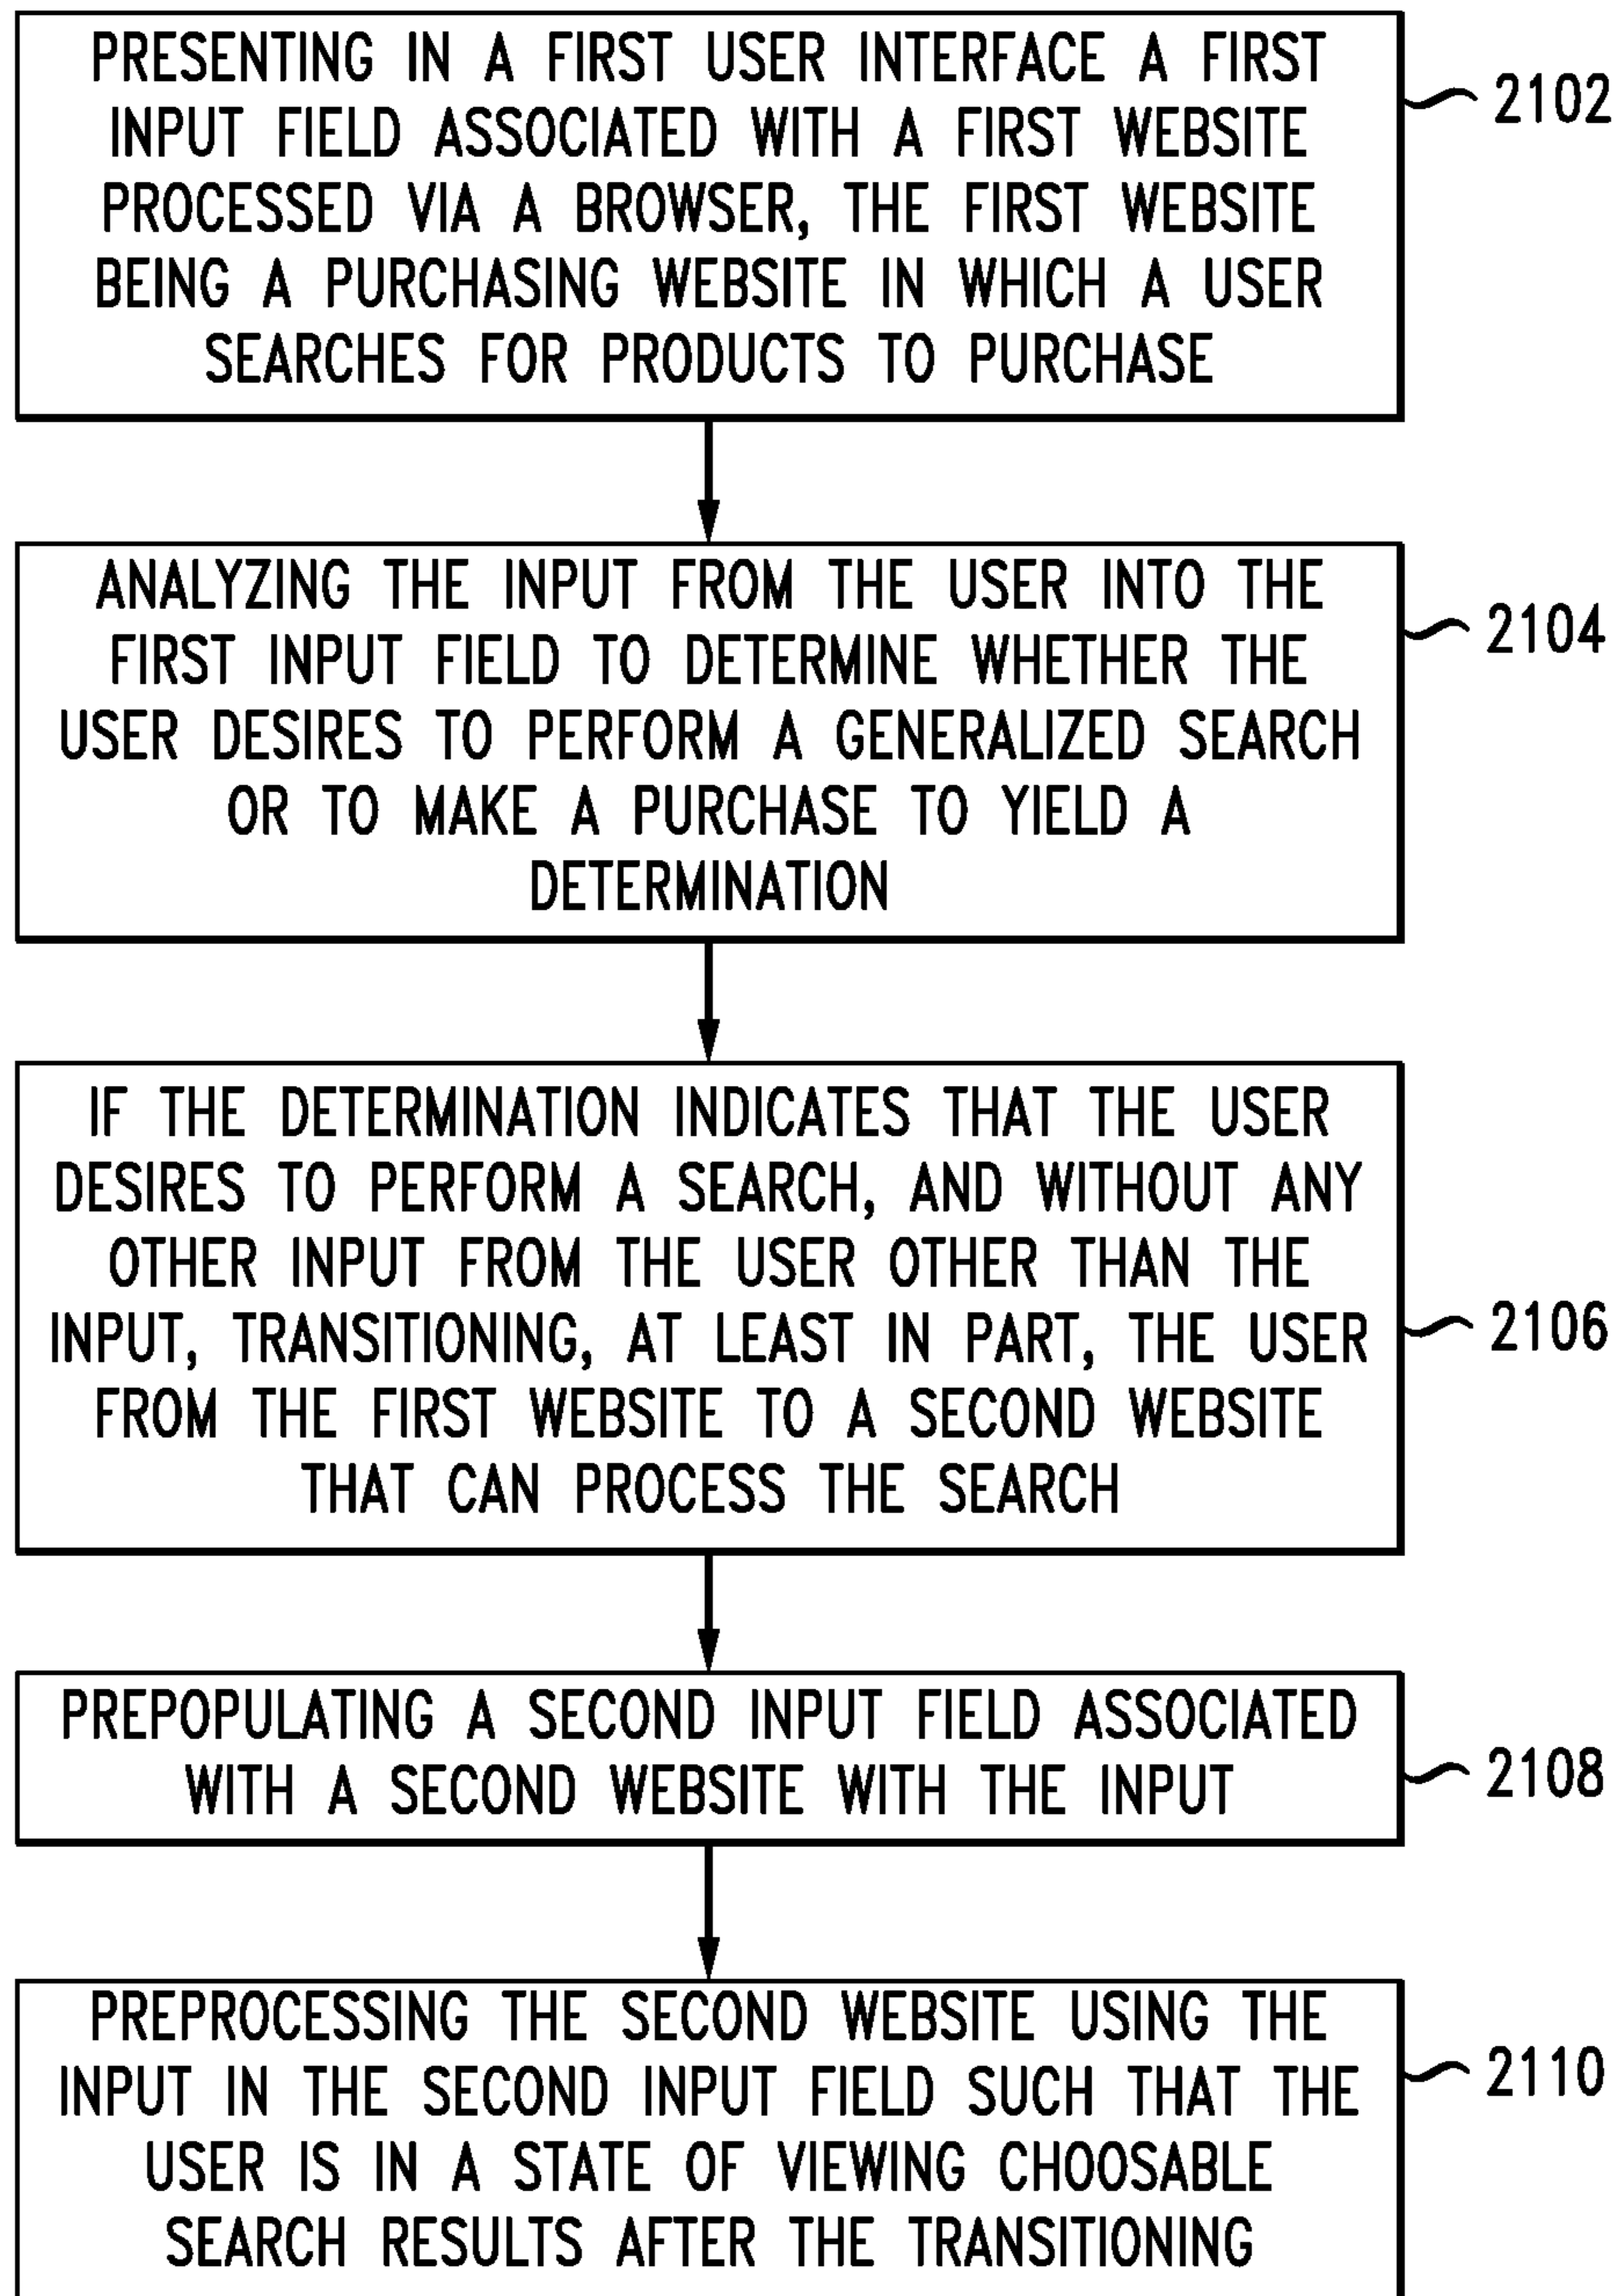 PRESENTING IN A FIRST USER INTERFACE A FIRST
INPUT FIELD ASSOCIATED WITH A FIRST WEBSITE
PROCESSED VIA A BROWSER, THE FIRST WEBSITE
BEING A PURCHASING WEBSITE IN WHICH A USER
SEARCHES FOR PRODUCTS TO PURCHASE
2102
ANALYZING THE INPUT FROM THE USER INTO THE
FIRST INPUT FIELD TO DETERMINE WHETHER THE
USER DESIRES TO PERFORM A GENERALIZED SEARCH
OR TO MAKE A PURCHASE TO YIELD A
DETERMINATION
2104
IF THE DETERMINATION INDICATES THAT THE USER
DESIRES TO PERFORM A SEARCH, AND WITHOUT ANY
OTHER INPUT FROM THE USER OTHER THAN THE
INPUT, TRANSITIONING, AT LEAST IN PART, THE USER
FROM THE FIRST WEBSITE TO A SECOND WEBSITE
THAT CAN PROCESS THE SEARCH
2106
PREPOPULATING A SECOND INPUT FIELD ASSOCIATED
WITH A SECOND WEBSITE WITH THE INPUT
2108
PREPROCESSING THE SECOND WEBSITE USING THE
INPUT IN THE SECOND INPUT FIELD SUCH THAT THE
USER IS IN A STATE OF VIEWING CHOOSABLE
SEARCH RESULTS AFTER THE TRANSITIONING
2110